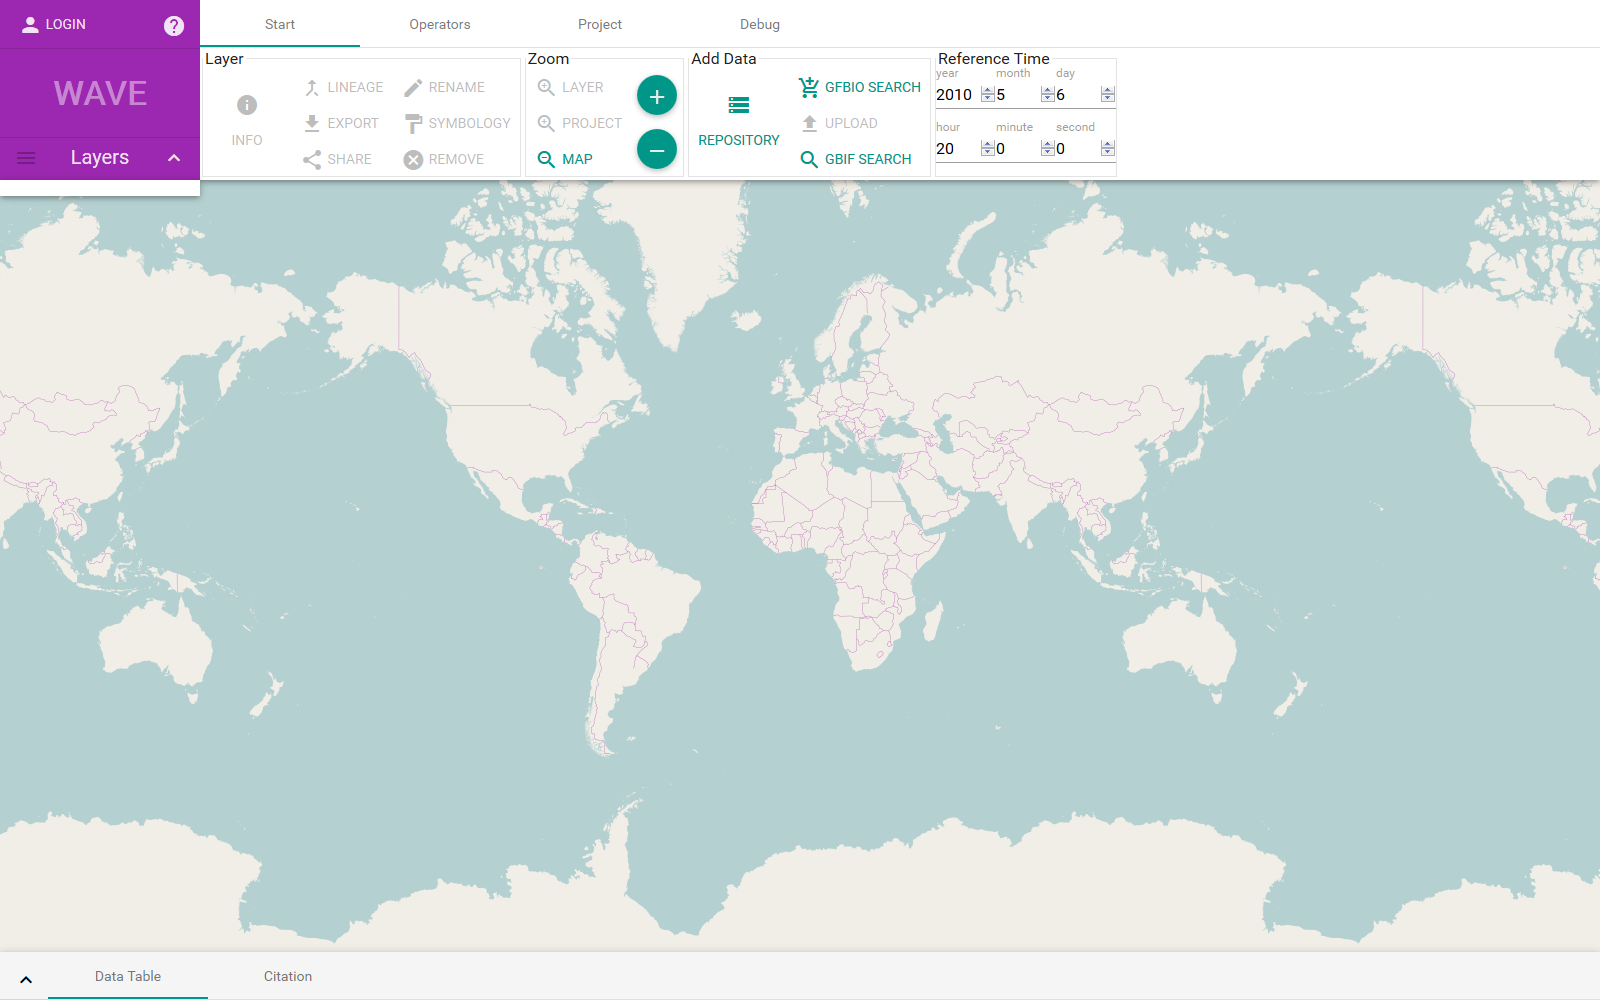 LOGIN
Start
Operators
Project
Debug
WAVE
Layers
Layer
INFO
LINEAGE
RENAME
EXPORT
SYMBOLOGY
SHARE
REMOVE
Zoom
LAYER
PROJECT
MAP
Add Data
REPOSITORY
GFBIO SEARCH
UPLOAD
GBIF SEARCH
Reference Time
year month day
2010 5 6
hour minute second
20 0 0
Data Table
Citation